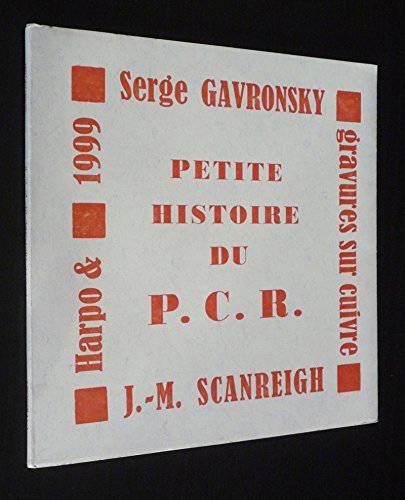 Serge GAVRONSKY
PETITE
HISTOIRE
DU
P. C. R.
J.-M. SCANREIGH
gravures sur cuivre
Harpo & 1999